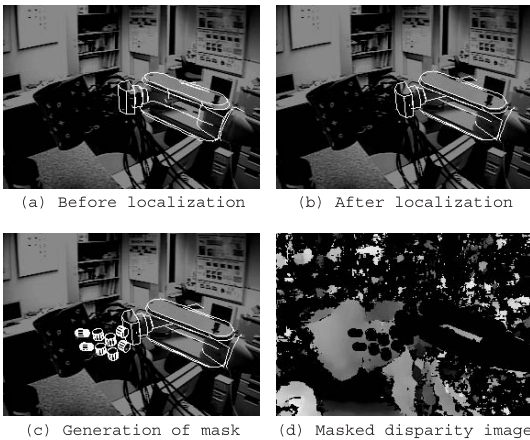 (a) Before localization
(b) After localization
(c) Generation of mask
(d) Masked disparity image